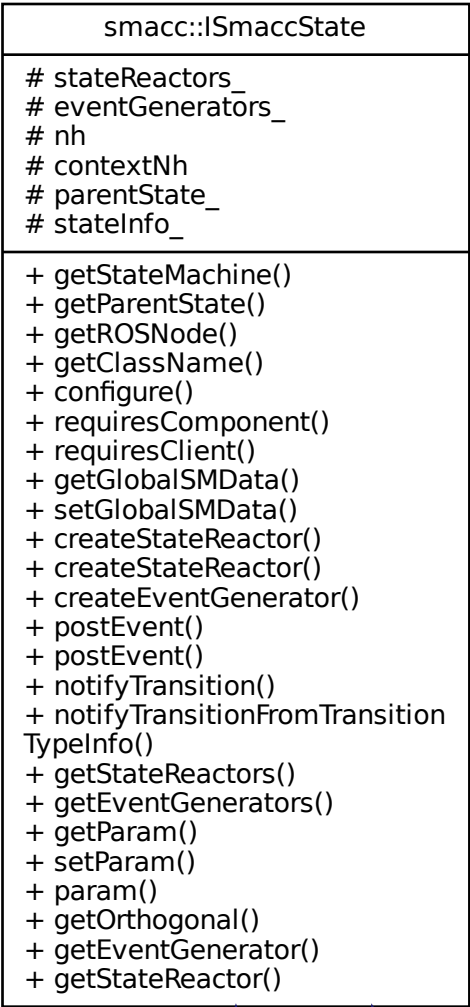 smacc::ISmaccState
# stateReactors_
# eventGenerators_
# nh
# contextNh
# parentState_
# stateInfo_
+ getStateMachine()
+ getParentState()
+ getROSNode()
+ getClassName()
+ configure()
+ requiresComponent()
+ requiresClient()
+ getGlobalSMData()
+ setGlobalSMData()
+ createStateReactor()
+ createStateReactor()
+ createEventGenerator()
+ postEvent()
+ postEvent()
+ notifyTransition()
+ notifyTransitionFromTransition
TypeInfo()
+ getStateReactors()
+ getEventGenerators()
+ getParam()
+ setParam()
+ param()
+ getOrthogonal()
+ getEventGenerator()
+ getStateReactor()